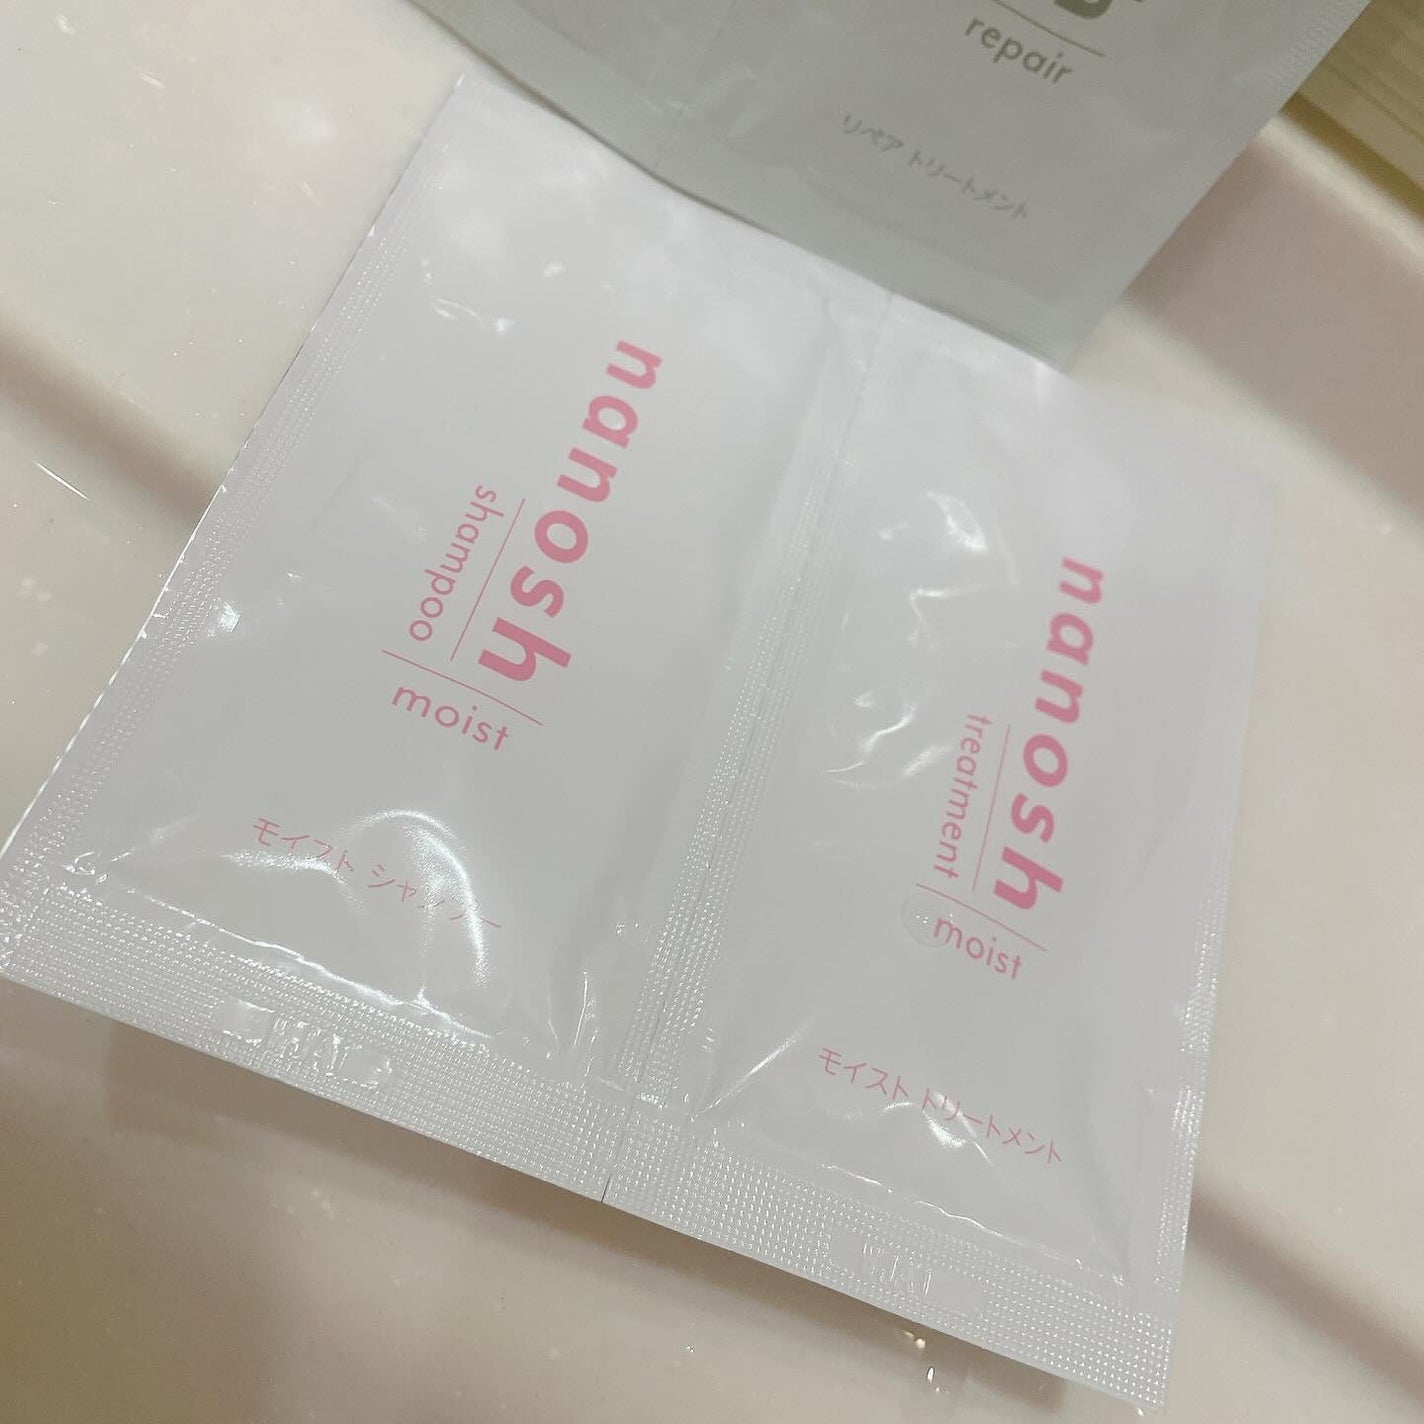 repair
リペア トリートメント
nanosh
shampoo
moist
モイスト シャンプー
nanosh
treatment
moist
モイスト トリートメント